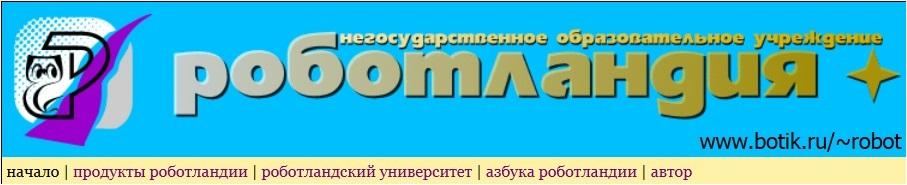 негосударственное образовательное учреждение
роботландия
www.botik.ru/~robot
начало | продукты роботландии | роботландский университет | азбука роботландии | автор